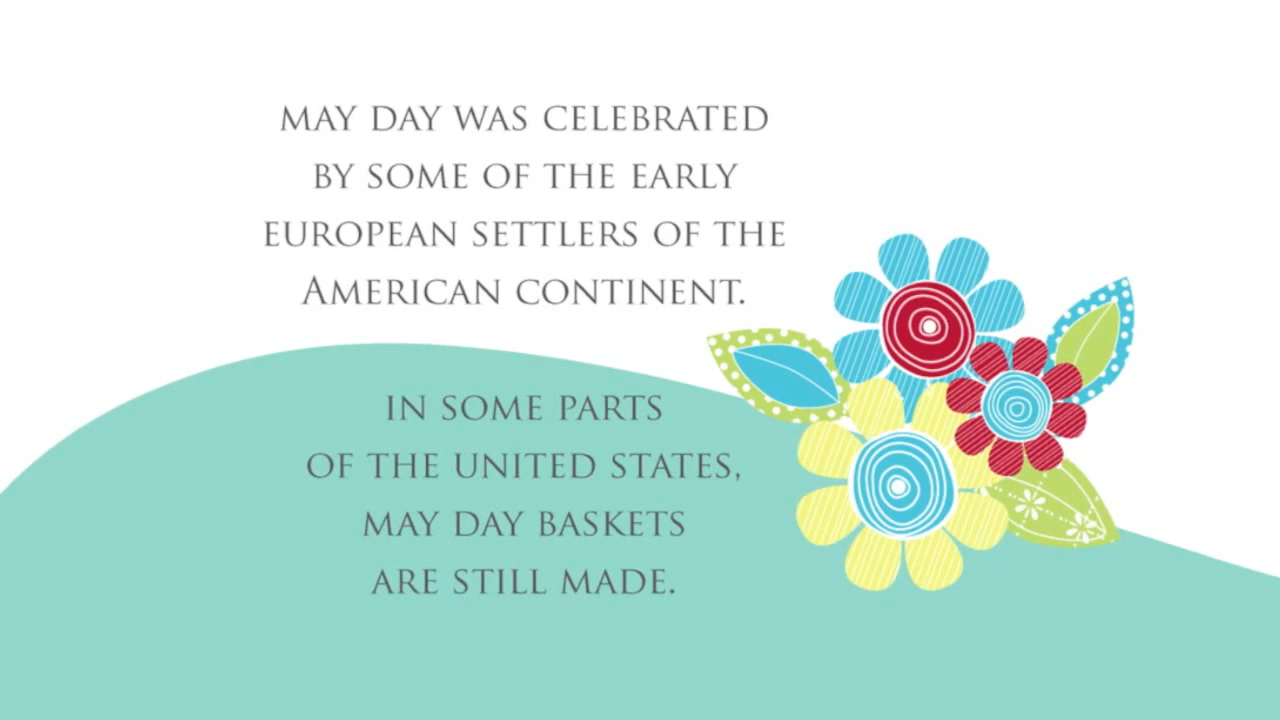 MAY DAY WAS CELEBRATED
BY SOME OF THE EARLY
EUROPEAN SETTLERS OF THE
AMERICAN CONTINENT.
IN SOME PARTS
OF THE UNITED STATES,
MAY DAY BASKETS
ARE STILL MADE.